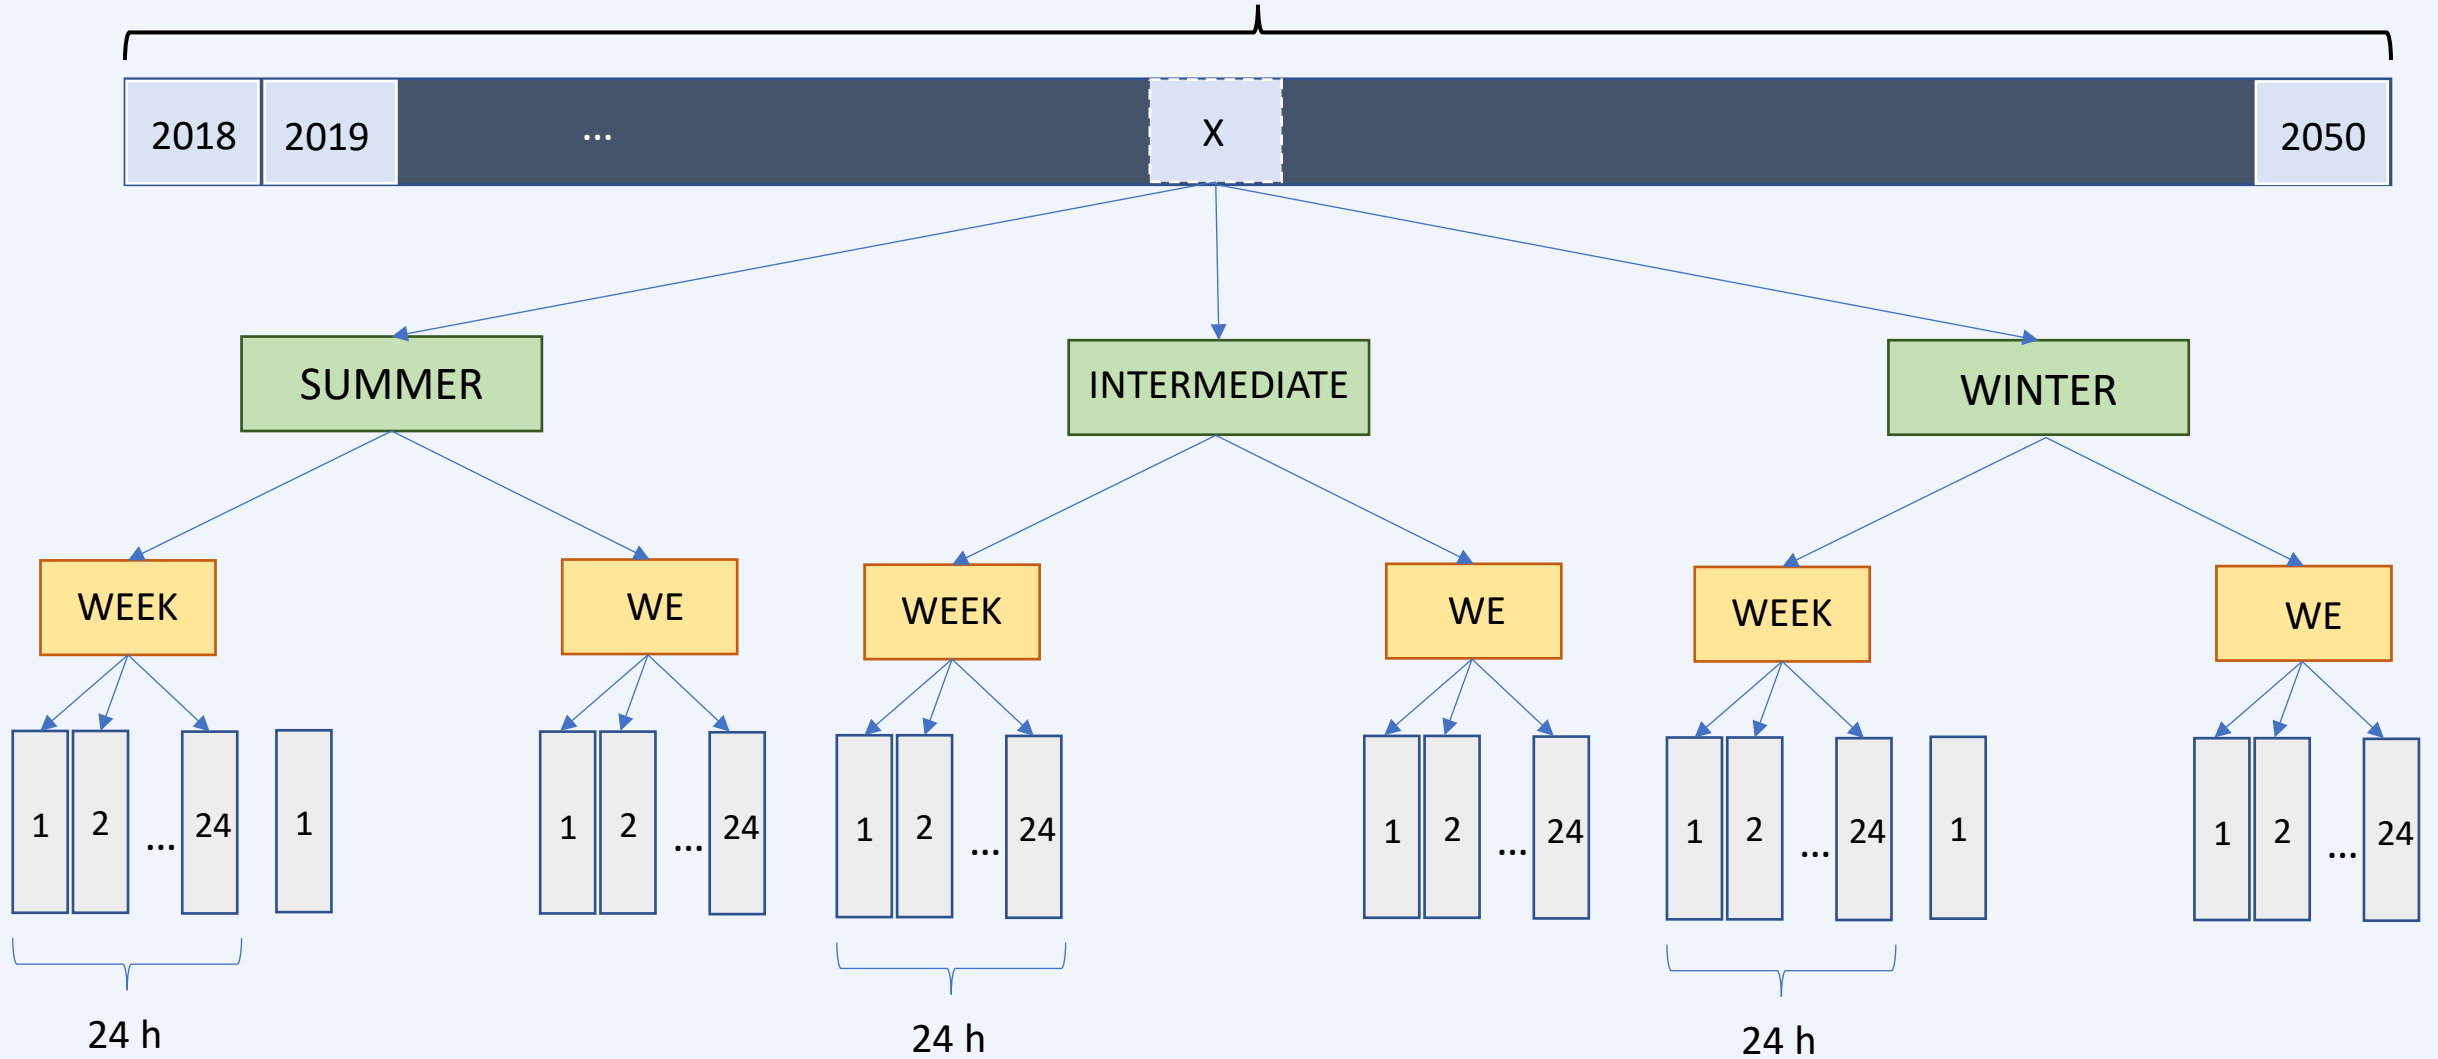 2018 2019 ... X 2050
SUMMER INTERMEDIATE WINTER
WEEK WE WEEK WE WEEK WE
1 2 ... 24 1 1 2 ... 24 1 2 ... 24 1 2 ... 24 1 2 ... 24 1 1 2 ... 24
24 h 24 h 24 h